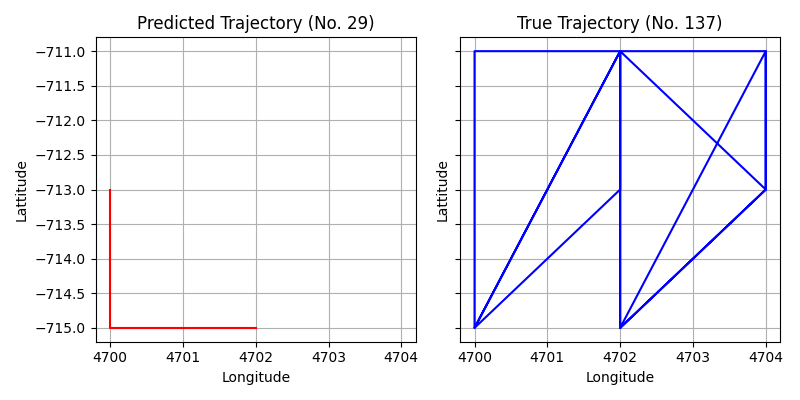 Predicted Trajectory (No. 29)
True Trajectory (No. 137)
Lattitude
−711.0
−711.5
−712.0
−712.5
−713.0
−713.5
−714.0
−714.5
−715.0
4700 4701 4702 4703 4704
Longitude
Lattitude
4700 4701 4702 4703 4704
Longitude